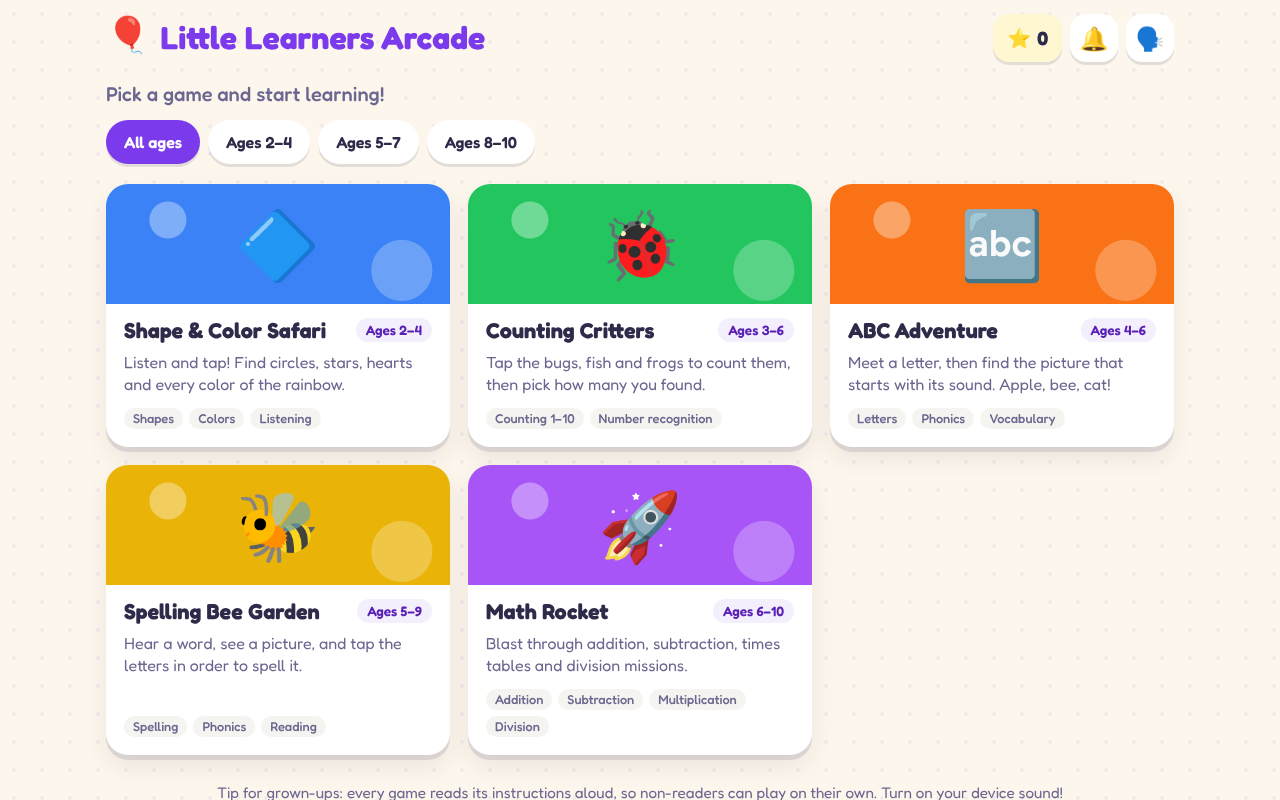 Little Learners Arcade
0
Pick a game and start learning!
All ages
Ages 2–4
Ages 5–7
Ages 8–10
abc
Shape & Color Safari
Ages 2–4
Listen and tap! Find circles, stars, hearts
and every color of the rainbow.
Shapes
Colors
Listening
Counting Critters
Ages 3–6
Tap the bugs, fish and frogs to count them,
then pick how many you found.
Counting 1–10
Number recognition
ABC Adventure
Ages 4–6
Meet a letter, then find the picture that
starts with its sound. Apple, bee, cat!
Letters
Phonics
Vocabulary
Spelling Bee Garden
Ages 5–9
Hear a word, see a picture, and tap the
letters in order to spell it.
Spelling
Phonics
Reading
Math Rocket
Ages 6–10
Blast through addition, subtraction, times
tables and division missions.
Addition
Subtraction
Multiplication
Division
Tip for grown-ups: every game reads its instructions aloud, so non-readers can play on their own. Turn on your device sound!